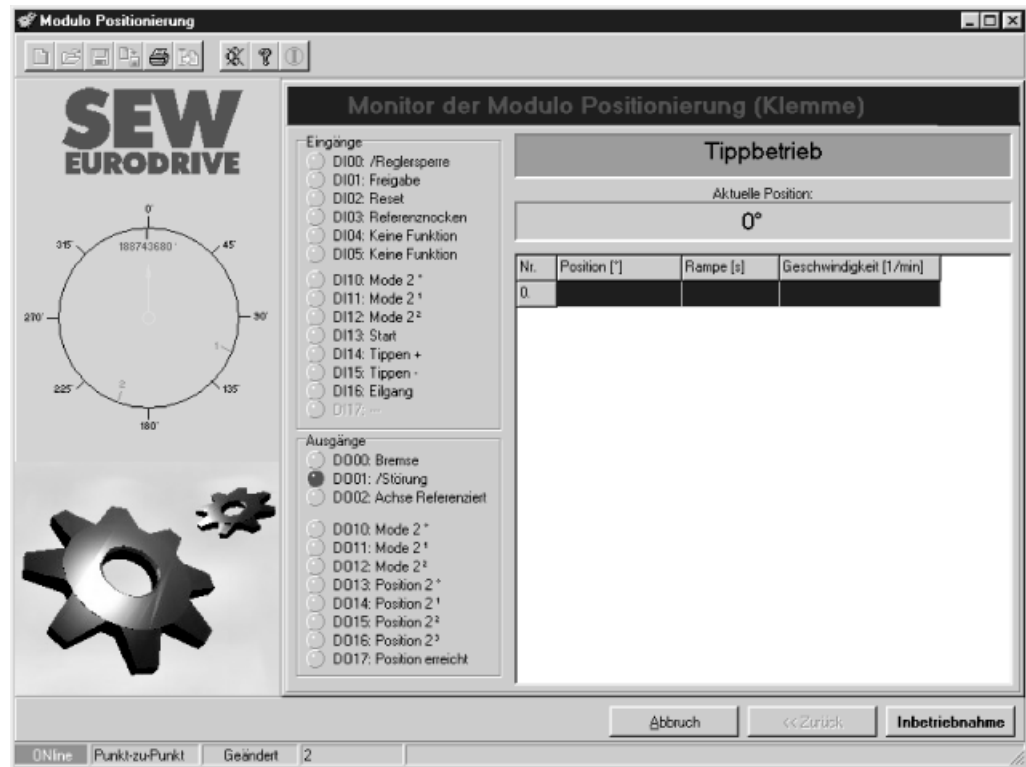 Modulo Positionierung
SEW
EURODRIVE
0°
315°
188743680°
45°
270°
90°
1
225°
2
135°
180°
Monitor der Modulo Positionierung (Klemme)
Eingänge
DI00: /Reglersperre
DI01: Freigabe
DI02: Reset
DI03: Referenznocken
DI04: Keine Funktion
DI05: Keine Funktion
DI10: Mode 2⁰
DI11: Mode 2¹
DI12: Mode 2²
DI13: Start
DI14: Tippen +
DI15: Tippen -
DI16: Eilgang
DI17: ---
Ausgänge
DO00: Bremse
DO01: /Störung
DO02: Achse Referenziert
DO10: Mode 2⁰
DO11: Mode 2¹
DO12: Mode 2²
DO13: Position 2⁰
DO14: Position 2¹
DO15: Position 2²
DO16: Position 2³
DO17: Position erreicht
Tippbetrieb
Aktuelle Position:
0°
Nr. Position [°] Rampe [s] Geschwindigkeit [1/min]
0.
Abbruch << Zurück Inbetriebnahme
ONline Punkt-zu-Punkt Geändert 2